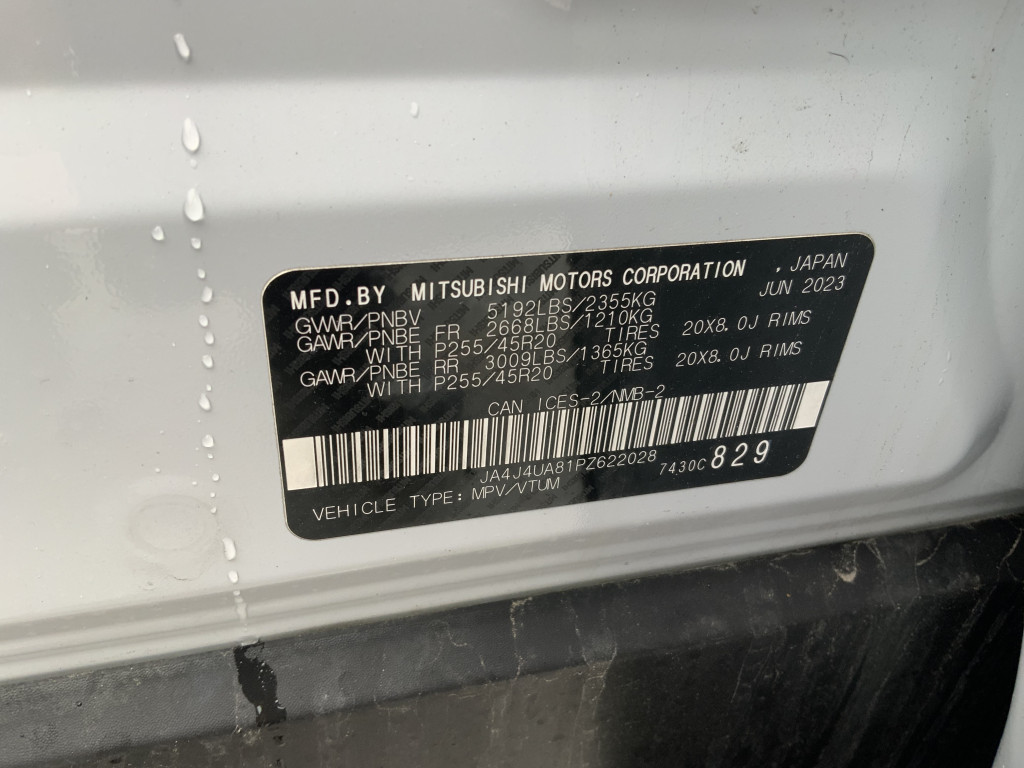 MFD.BY MITSUBISHI MOTORS CORPORATION , JAPAN
GVWR/PNBV 5192LBS/2355KG JUN 2023
GAWR/PNBE FR 2668LBS/1210KG
WITH P255/45R20 TIRES 20X8.0J RIMS
GAWR/PNBE RR 3009LBS/1365KG
WITH P255/45R20 TIRES 20X8.0J RIMS
CAN ICES-2/NMB-2
JA4J4UA81PZ622028 7430C 829
VEHICLE TYPE: MPV/VTUM